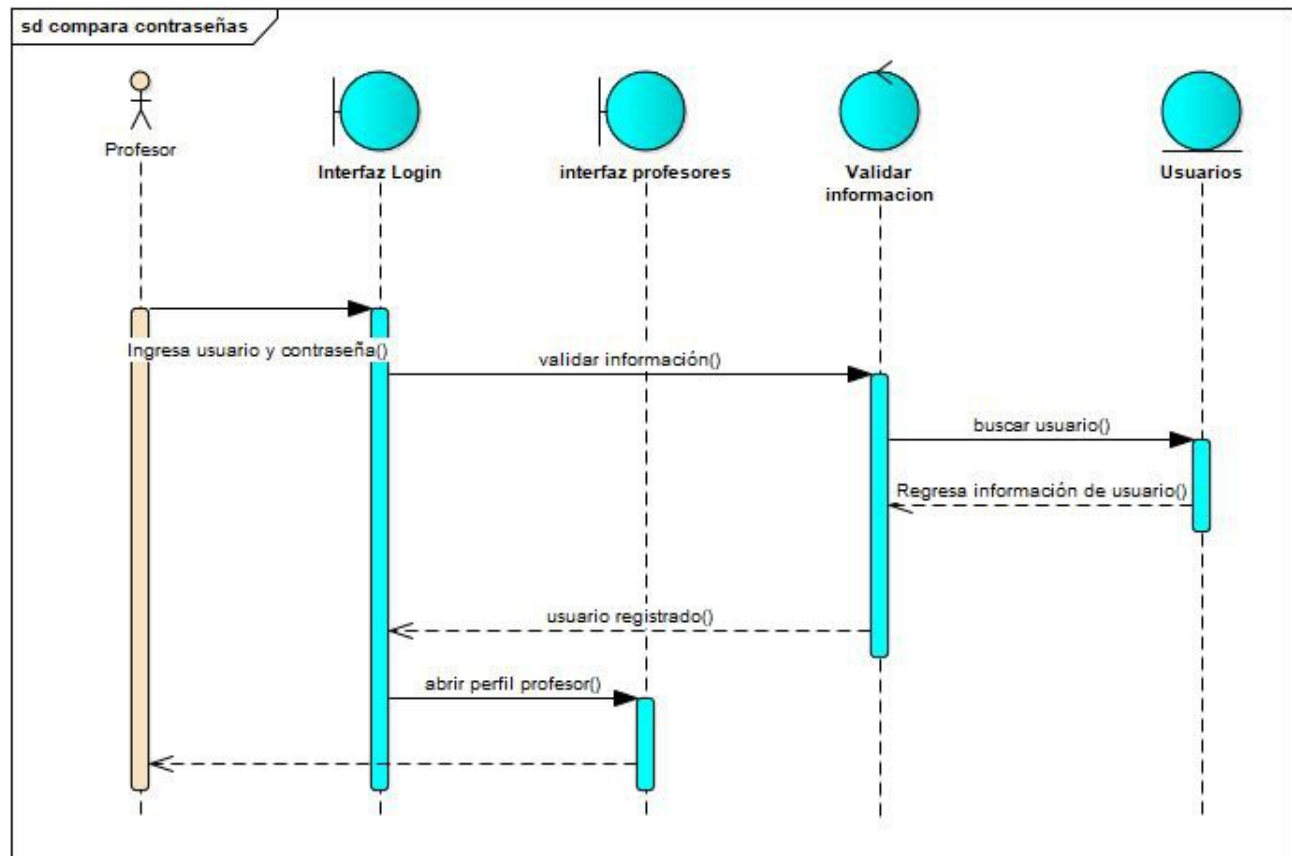 sd compara contraseñas
Profesor
Interfaz Login
interfaz profesores
Validar
informacion
Usuarios
Ingresa usuario y contraseña()
validar información()
buscar usuario()
Regresa información de usuario()
usuario registrado()
abrir perfil profesor()